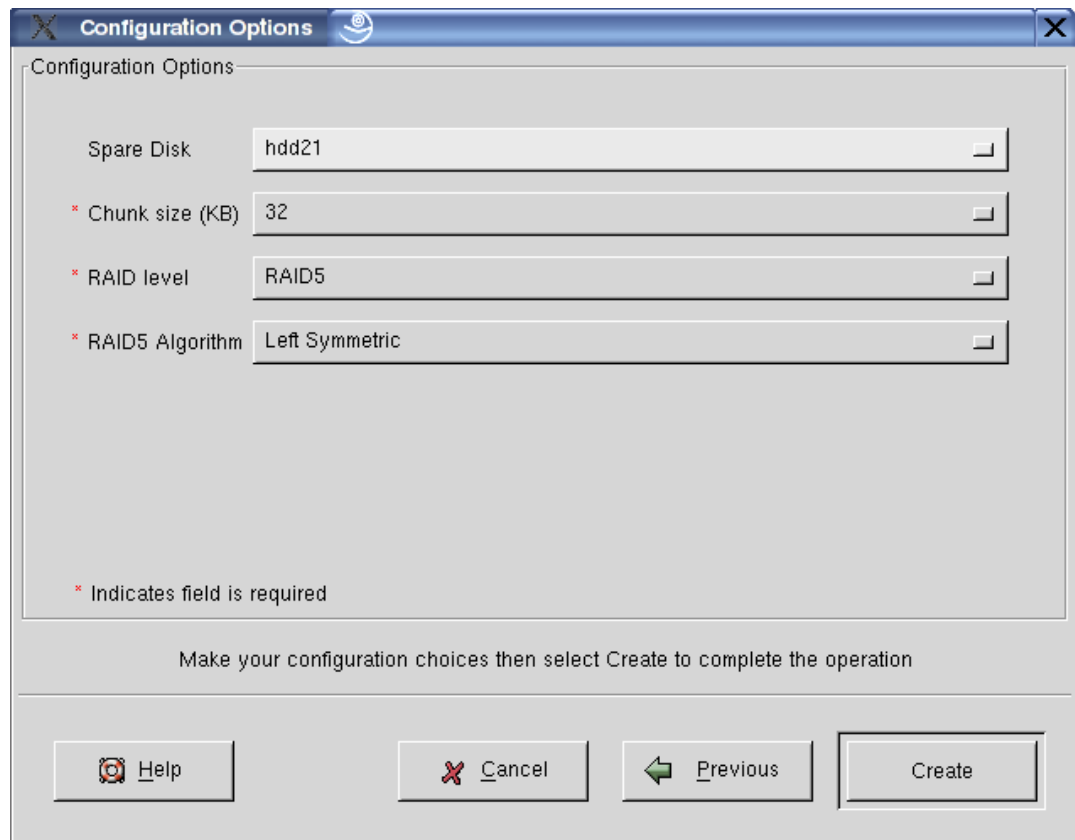 Configuration Options
Configuration Options
Spare Disk hdd21
* Chunk size (KB) 32
* RAID level RAID5
* RAID5 Algorithm Left Symmetric
* Indicates field is required
Make your configuration choices then select Create to complete the operation
Help Cancel Previous Create